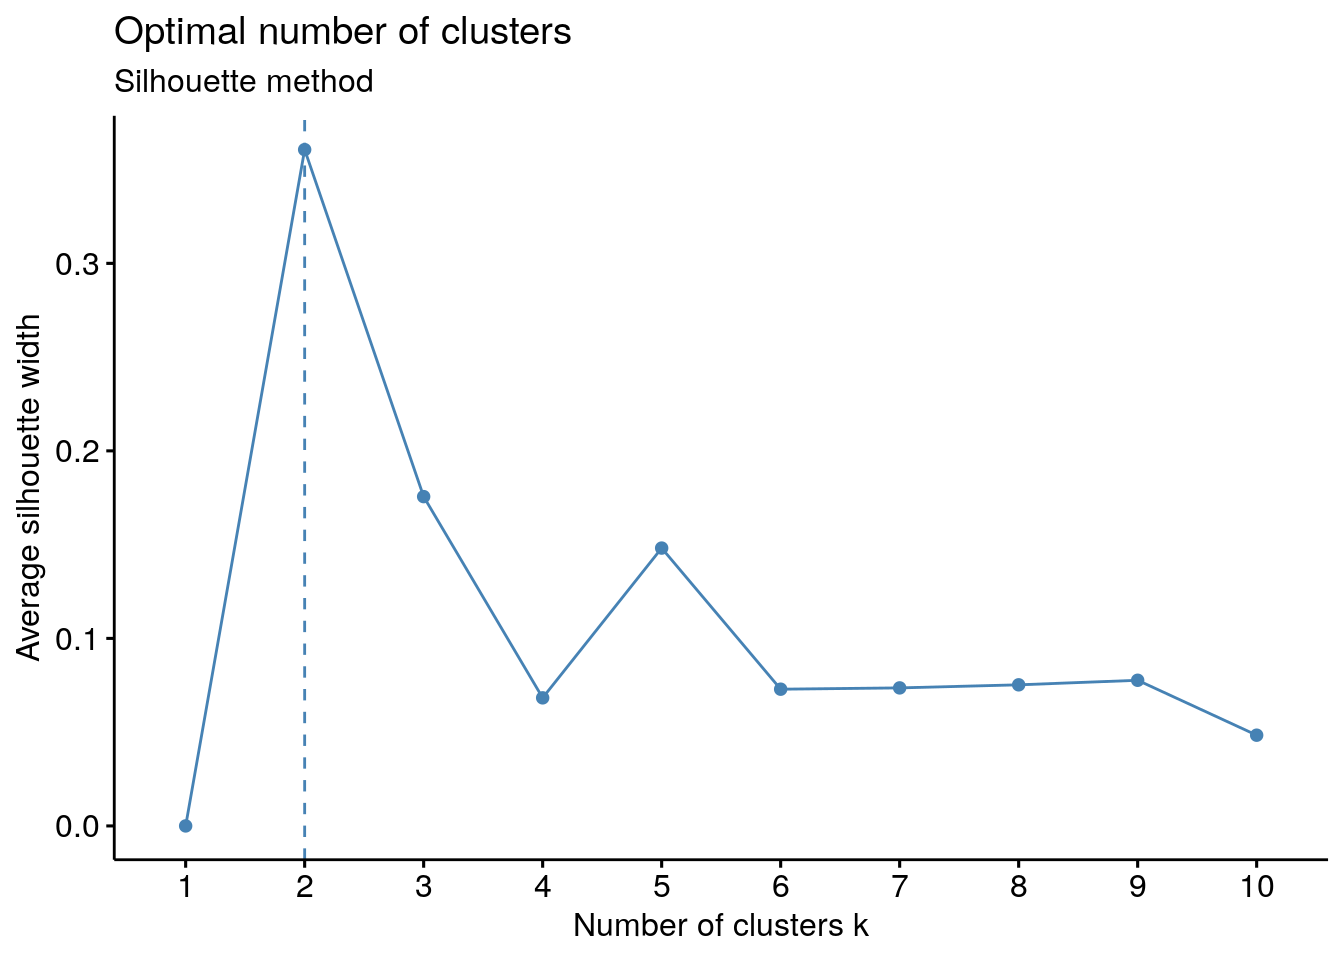 Optimal number of clusters
Silhouette method
Average silhouette width
0.3
0.2
0.1
0.0
1 2 3 4 5 6 7 8 9 10
Number of clusters k